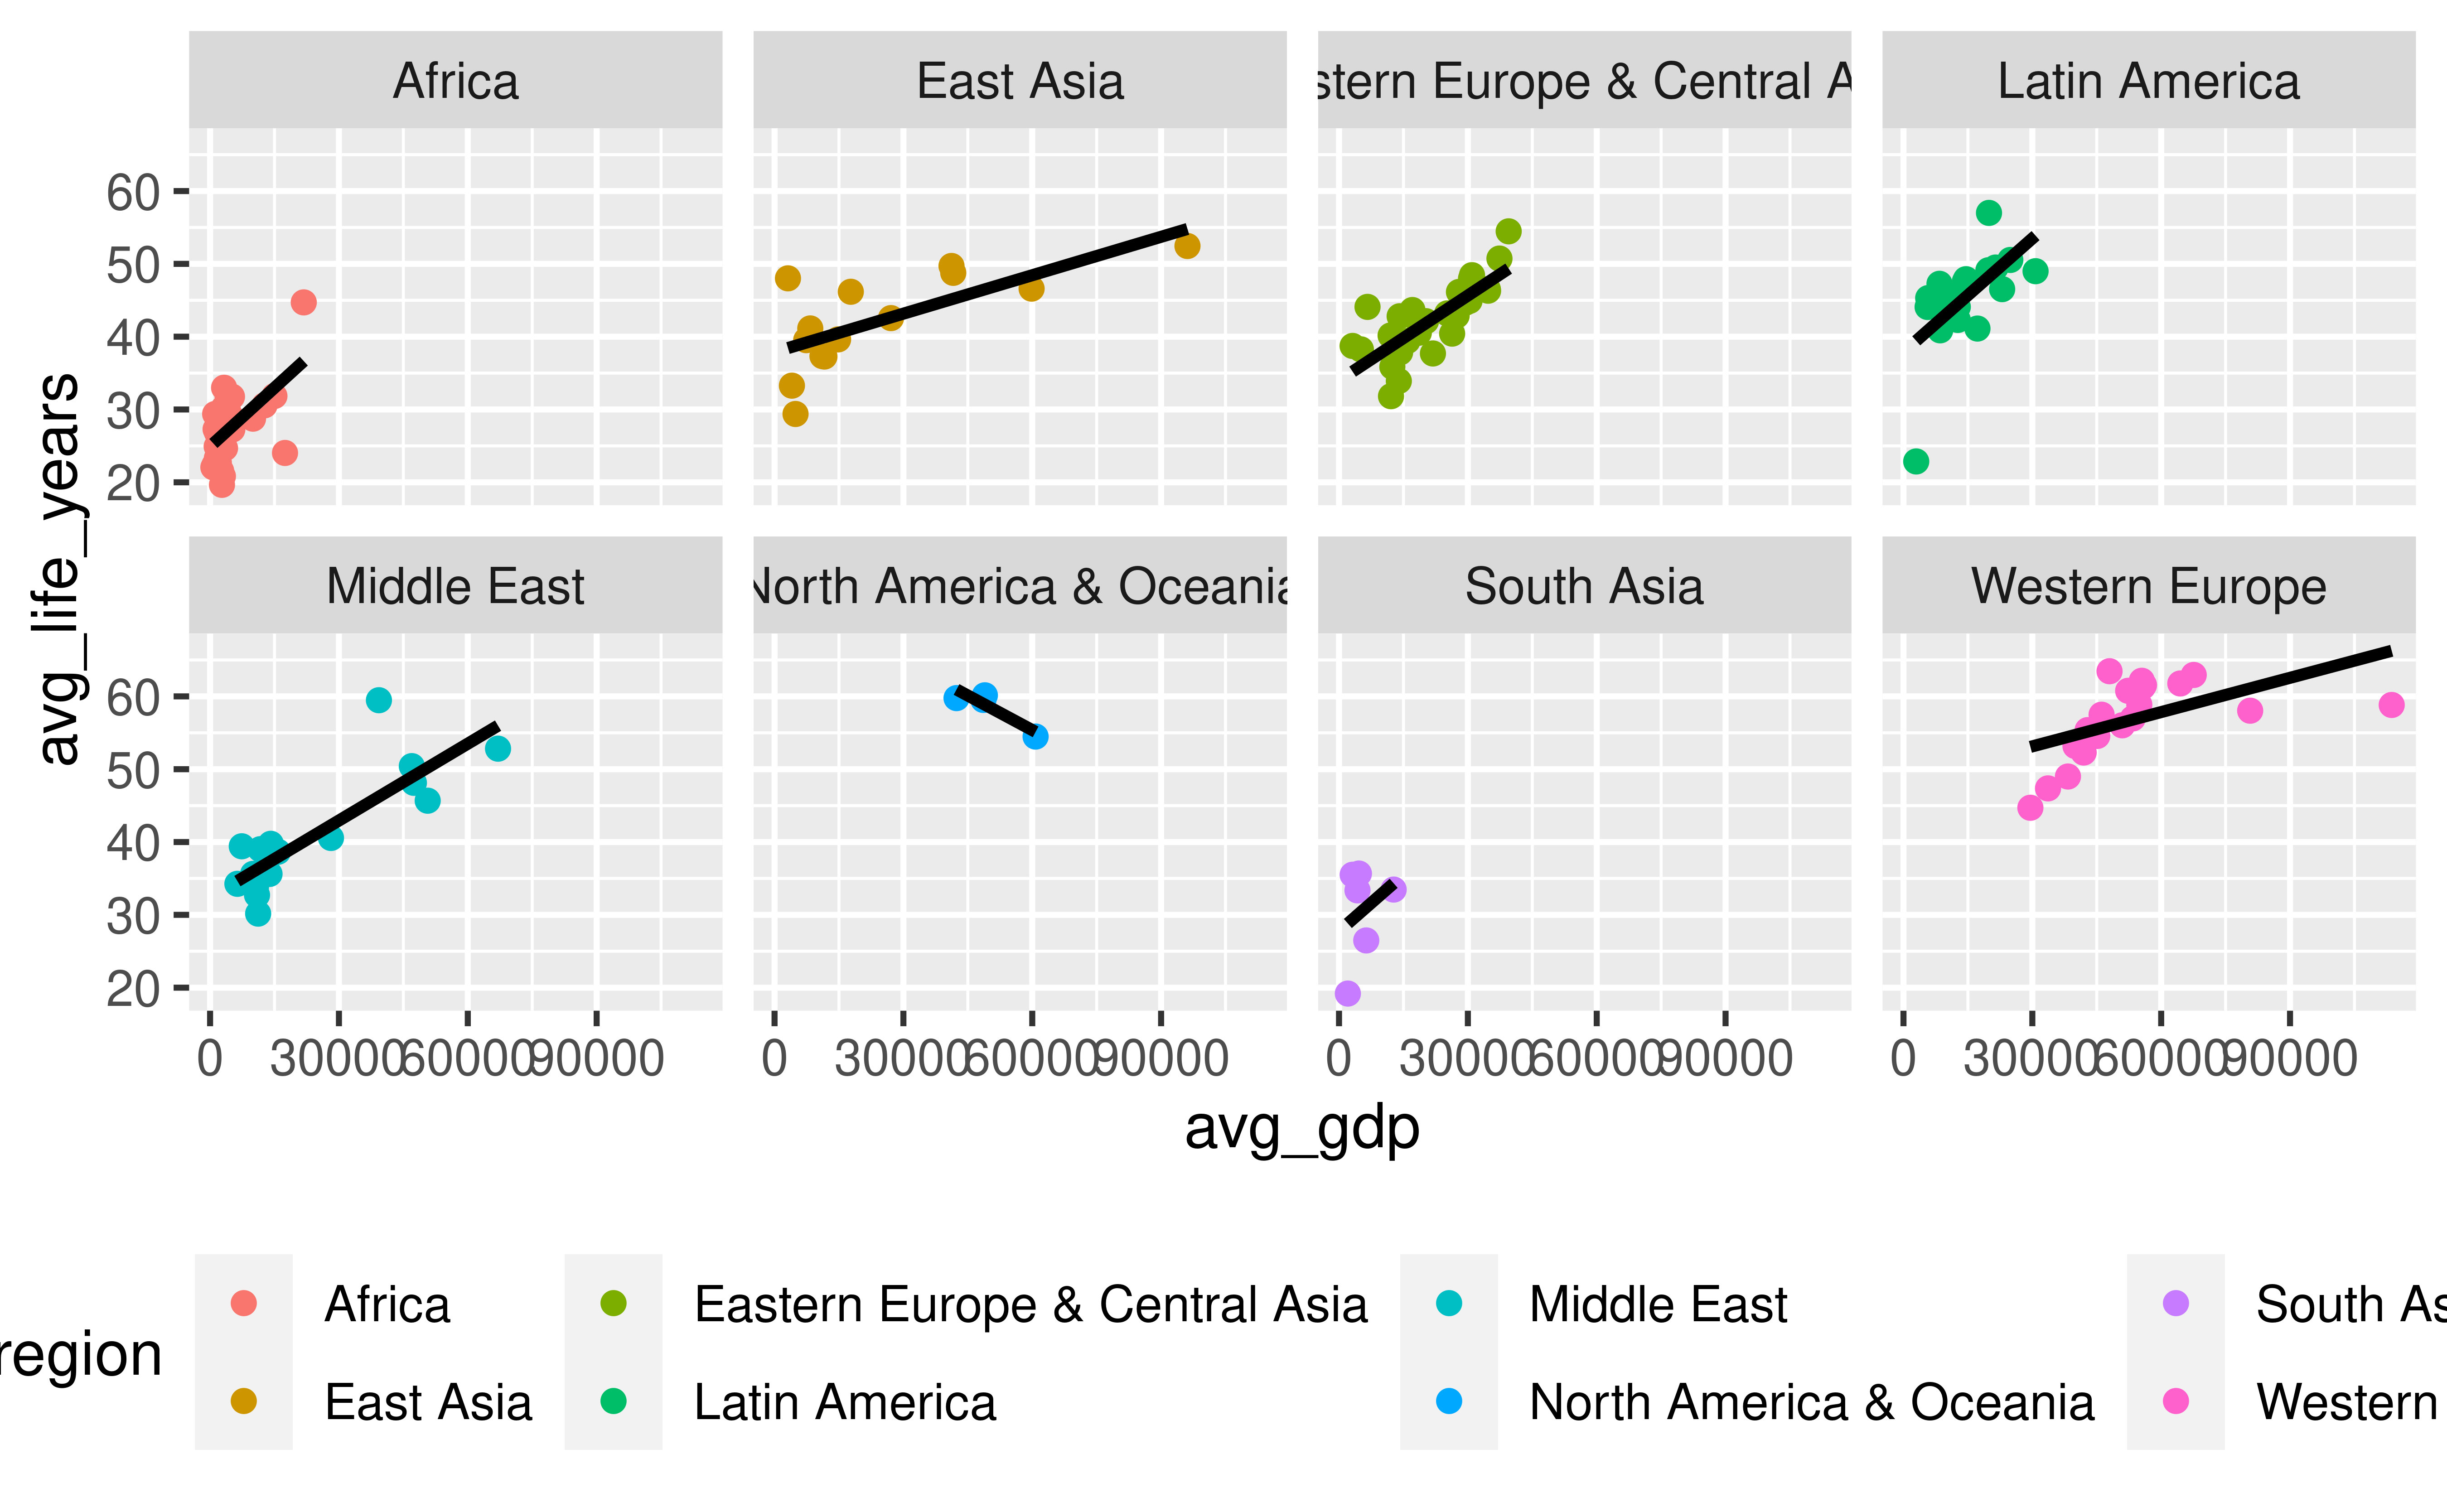 Africa
East Asia
stern Europe & Central A
Latin America
60
50
40
30
20
Middle East
North America & Oceania
South Asia
Western Europe
60
50
40
30
20
0 30000 60000 90000
0 30000 60000 90000
0 30000 60000 90000
0 30000 60000 90000
avg_life_years
avg_gdp
region
Africa
East Asia
Eastern Europe & Central Asia
Latin America
Middle East
North America & Oceania
South As
Western